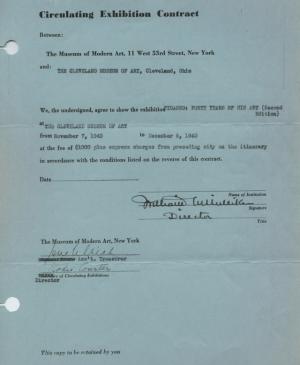 Circulating Exhibition Contract
Between:
The Museum of Modern Art, 11 West 53rd Street, New York
and:
THE CLEVELAND MUSEUM OF ART, Cleveland, Ohio
We, the undersigned, agree to show the exhibition PICASSO: FORTY YEARS OF HIS ART (Second
Edition)
at THE CLEVELAND MUSEUM OF ART
from November 7, to December 8,
at the fee of $1000 plus express charges from preceding city on the itinerary
in accordance with the conditions listed on the reverse of this contract.
Date
Name of Institution
William
Signature
Director
Title
The Museum of Modern Art, New York
Ass't. Treasurer
of Circulating Exhibitions
Director
This copy to be retained by you